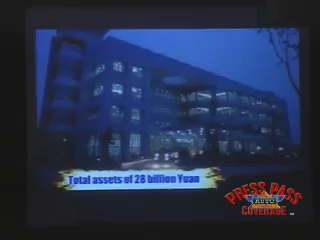 Total assets of 28 billion Yuan
PRESS PASS
AUTO
COVERAGE